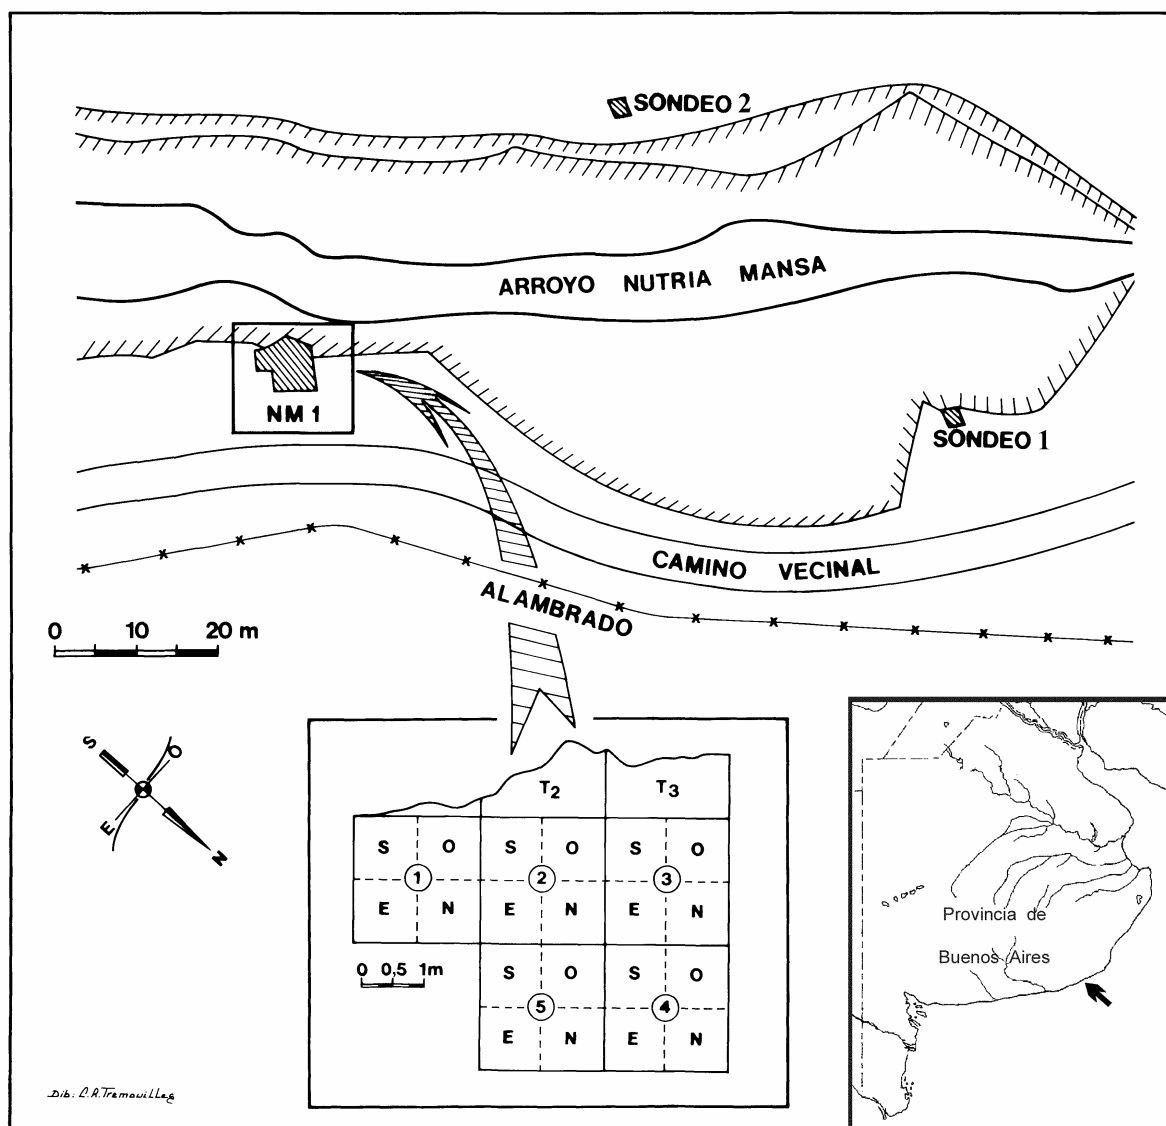 SONDEO 2
ARROYO NUTRIA MANSA
NM 1
SONDEO 1
CAMINO VECINAL
ALAMBRADO
0 10 20 m
S O
E N
T2 T3
S O S O S O
1 2 3
E N E N E N
0 0,5 1m
S O S O
5 4
E N E N
Provincia de
Buenos Aires
Dib: C.A. Tremouilles